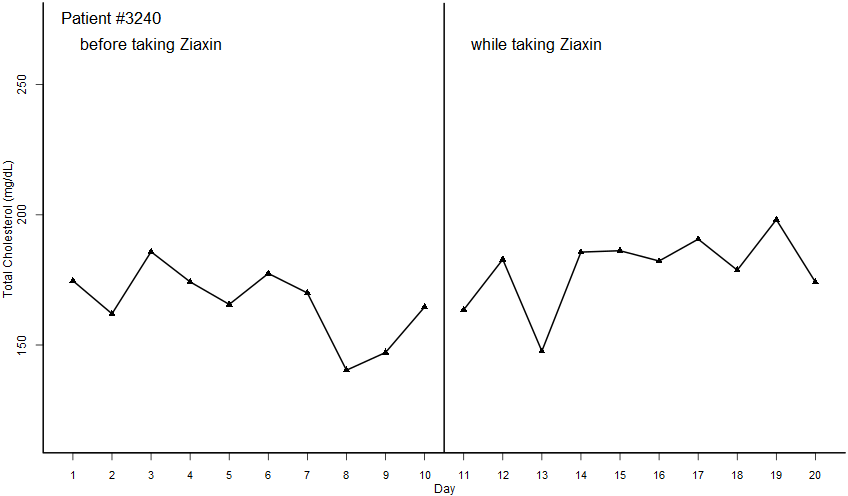 Patient #3240
before taking Ziaxin
while taking Ziaxin
Total Cholesterol (mg/dL)
250
200
150
1 2 3 4 5 6 7 8 9 10 11 12 13 14 15 16 17 18 19 20
Day